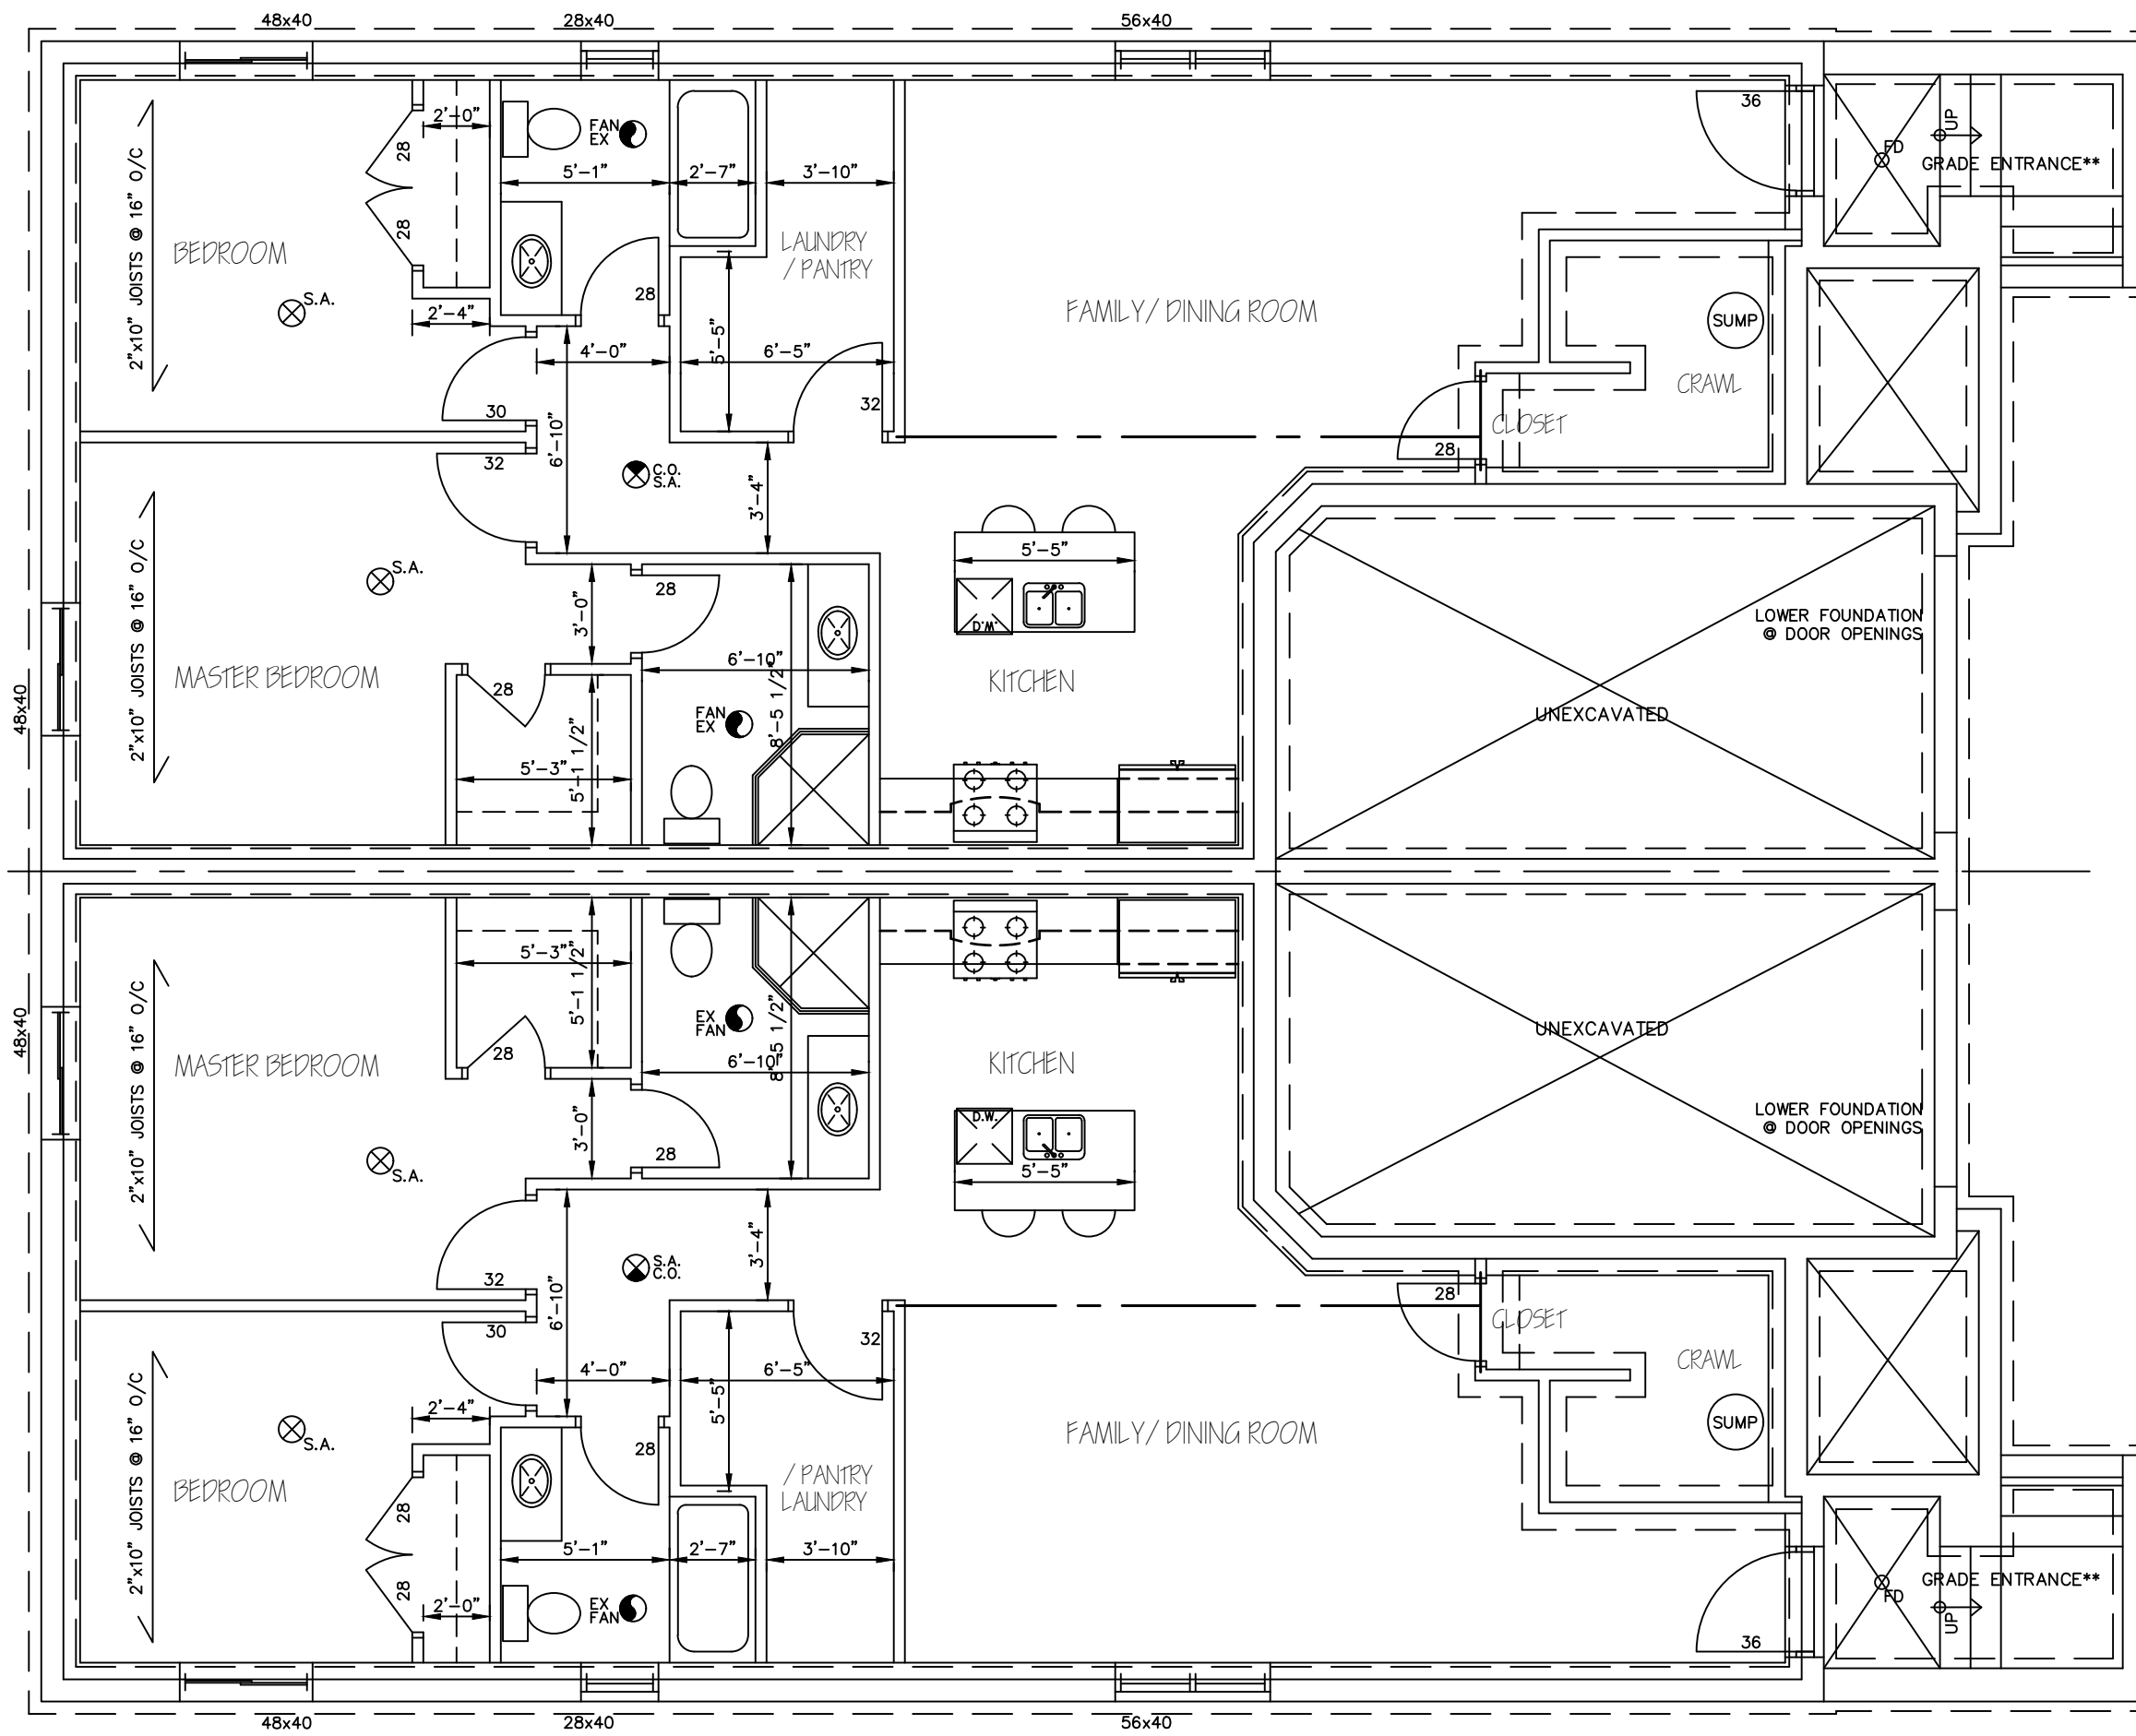 48x40
28x40
56x40
2'-0"
28
28
2"x10" JOISTS @ 16" O/C
BEDROOM
S.A.
2'-4"
FAN
EX
5'-1"
2'-7"
3'-10"
LAUNDRY
/ PANTRY
28
4'-0"
5'-5"
6'-5"
32
30
6'-10"
FAMILY/ DINING ROOM
36
FD
UP
GRADE ENTRANCE**
SUMP
CRAWL
CLOSET
28
32
C.O.
S.A.
3'-4"
2"x10" JOISTS @ 16" O/C
S.A.
MASTER BEDROOM
48x40
3'-0"
28
28
5'-3"
5'-1 1/2"
6'-10"
8'-5 1/2"
FAN
EX
5'-5"
D.W.
KITCHEN
LOWER FOUNDATION
@ DOOR OPENINGS
UNEXCAVATED
48x40
2"x10" JOISTS @ 16" O/C
MASTER BEDROOM
S.A.
5'-3"
5'-1 1/2"
28
3'-0"
28
EX
FAN
6'-10"
8'-5 1/2"
KITCHEN
D.W.
5'-5"
UNEXCAVATED
LOWER FOUNDATION
@ DOOR OPENINGS
32
S.A.
C.O.
3'-4"
6'-10"
30
4'-0"
5'-5"
6'-5"
32
28
CLOSET
CRAWL
SUMP
2"x10" JOISTS @ 16" O/C
BEDROOM
S.A.
2'-4"
28
28
2'-0"
28
5'-1"
2'-7"
3'-10"
/ PANTRY
LAUNDRY
EX
FAN
FAMILY/ DINING ROOM
36
FD
UP
GRADE ENTRANCE**
48x40
28x40
56x40